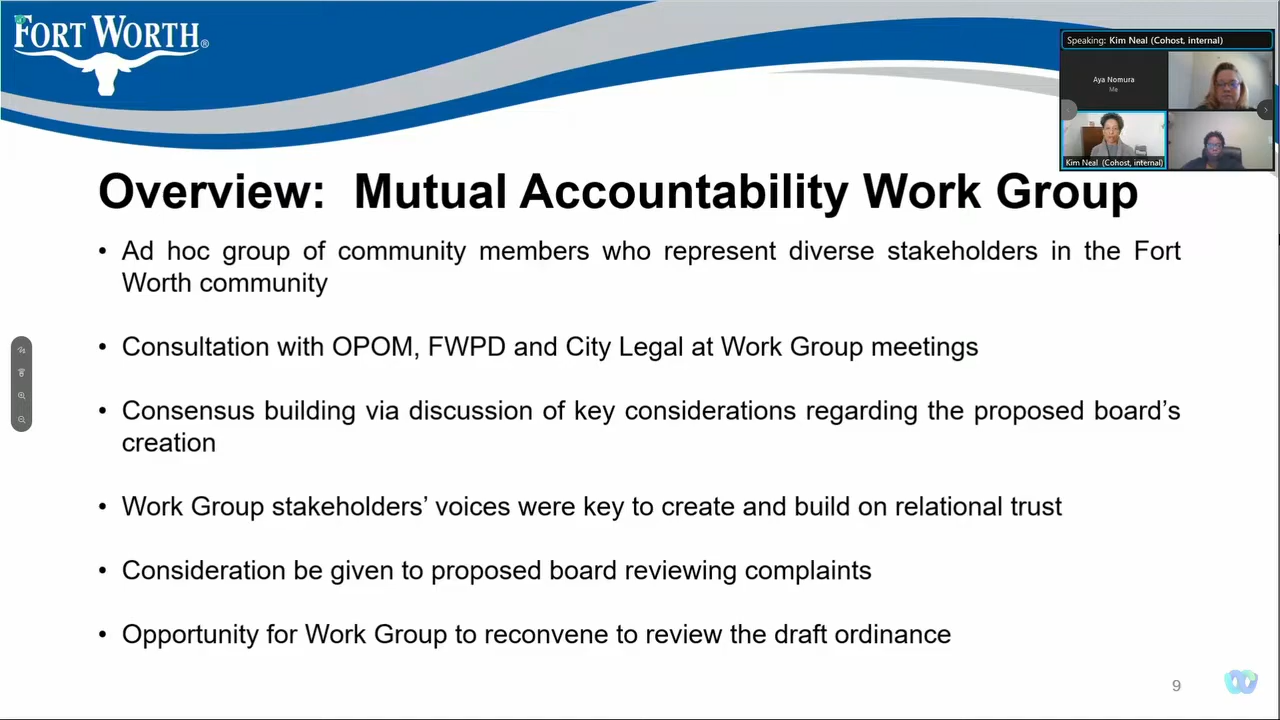 FORT WORTH®
Speaking: Kim Neal (Cohost, internal)
Aya Nomura
Me
Kim Neal (Cohost, internal)
Overview: Mutual Accountability Work Group
• Ad hoc group of community members who represent diverse stakeholders in the Fort
Worth community
• Consultation with OPOM, FWPD and City Legal at Work Group meetings
• Consensus building via discussion of key considerations regarding the proposed board’s
creation
• Work Group stakeholders’ voices were key to create and build on relational trust
• Consideration be given to proposed board reviewing complaints
• Opportunity for Work Group to reconvene to review the draft ordinance
9